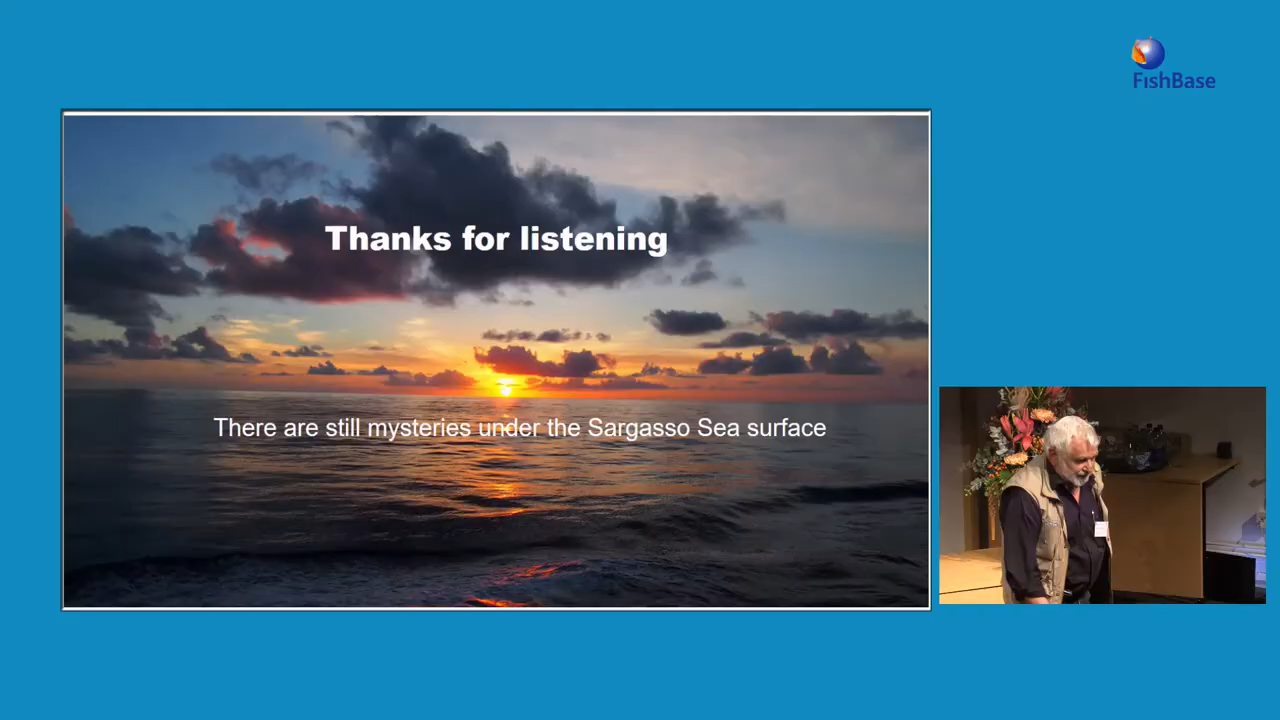 FishBase
Thanks for listening
There are still mysteries under the Sargasso Sea surface